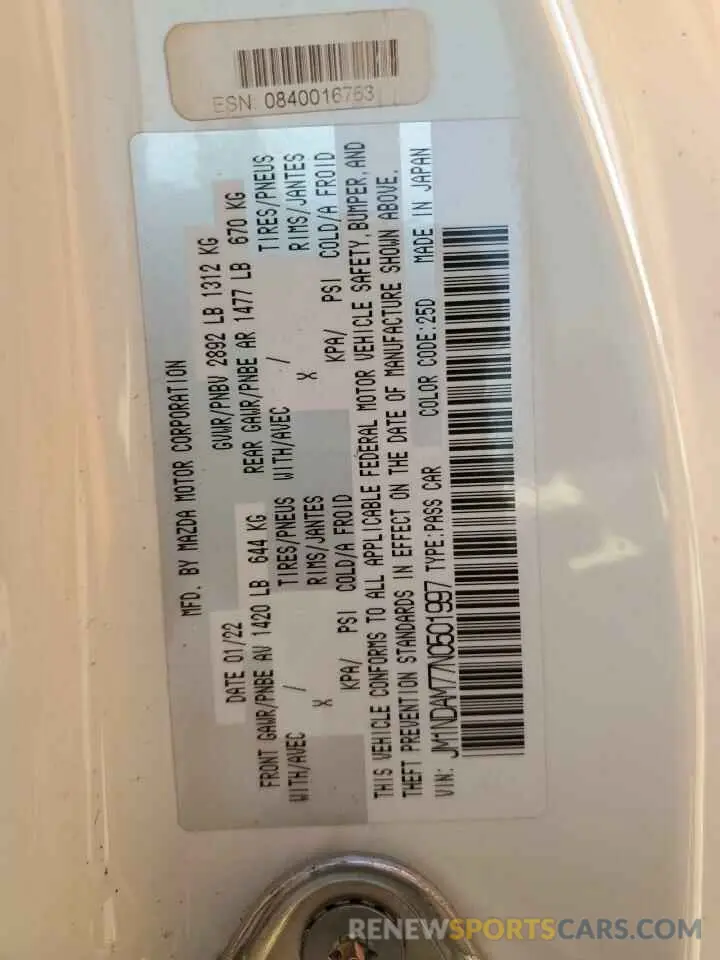 ESN: 0840016763
MFD. BY MAZDA MOTOR CORPORATION
DATE 01/22 GVWR/PNBV 2892 LB 1312 KG
FRONT GAWR/PNBE AV 1420 LB 644 KG REAR GAWR/PNBE AR 1477 LB 670 KG
WITH/AVEC / TIRES/PNEUS WITH/AVEC / TIRES/PNEUS
X RIMS/JANTES X RIMS/JANTES
KPA/ PSI COLD/A FROID KPA/ PSI COLD/A FROID
THIS VEHICLE CONFORMS TO ALL APPLICABLE FEDERAL MOTOR VEHICLE SAFETY, BUMPER, AND
THEFT PREVENTION STANDARDS IN EFFECT ON THE DATE OF MANUFACTURE SHOWN ABOVE.
VIN: JM1NDAM77N0501997 TYPE:PASS CAR COLOR CODE:25D MADE IN JAPAN
RENEWSPORTSCARS.COM